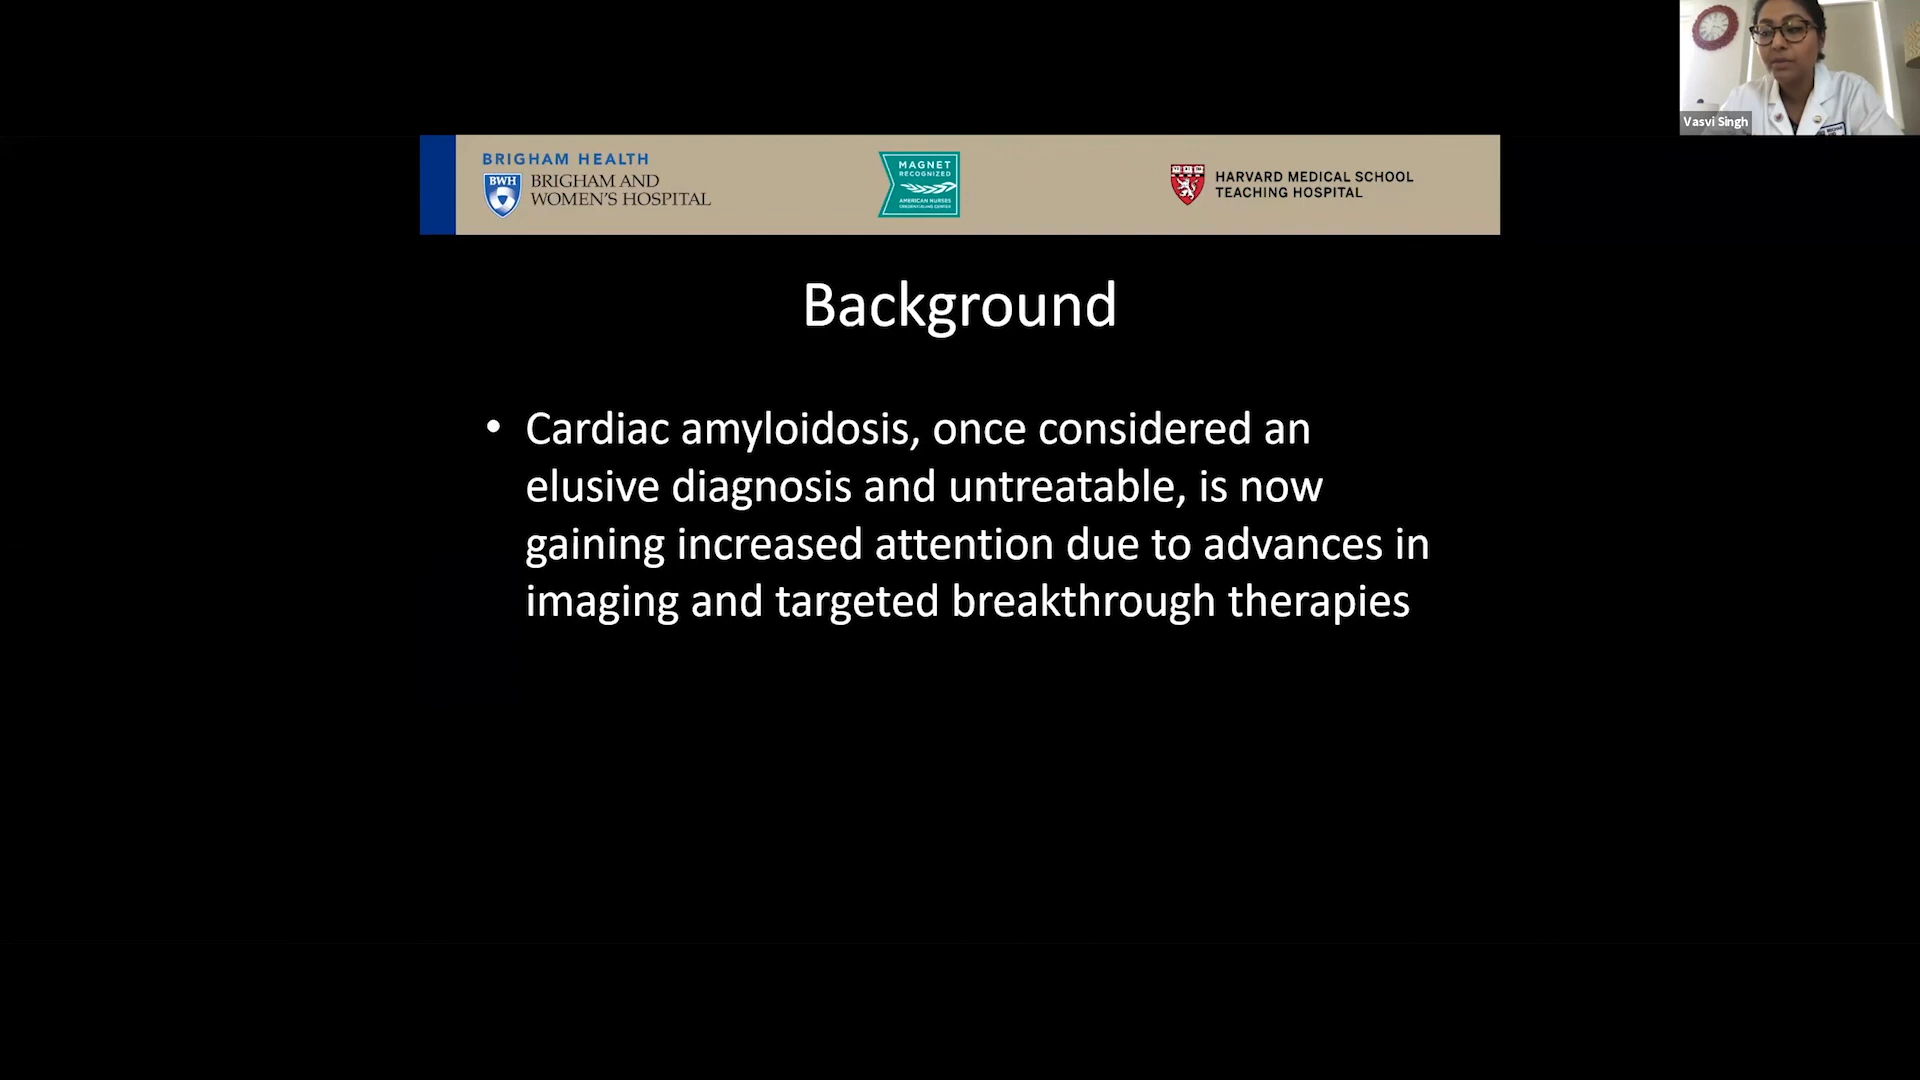 Vasvi Singh
BRIGHAM HEALTH
BWH
BRIGHAM AND
WOMEN'S HOSPITAL
MAGNET
RECOGNIZED
AMERICAN NURSES
CREDENTIALING CENTER
HARVARD MEDICAL SCHOOL
TEACHING HOSPITAL
Background
• Cardiac amyloidosis, once considered an
elusive diagnosis and untreatable, is now
gaining increased attention due to advances in
imaging and targeted breakthrough therapies